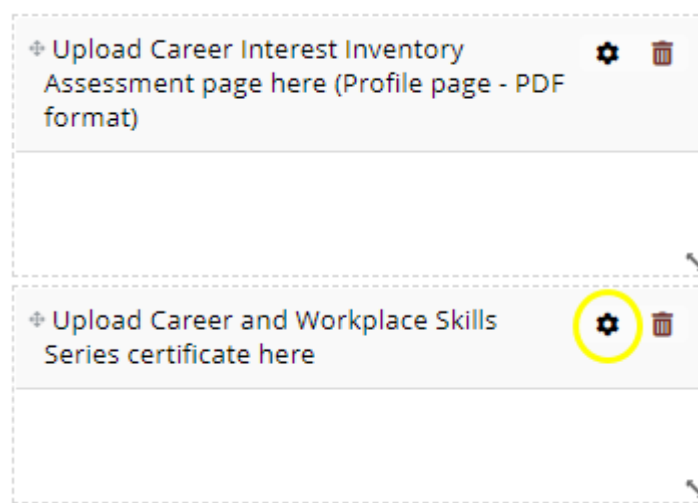 Upload Career Interest Inventory
Assessment page here (Profile page - PDF
format)
Upload Career and Workplace Skills
Series certificate here